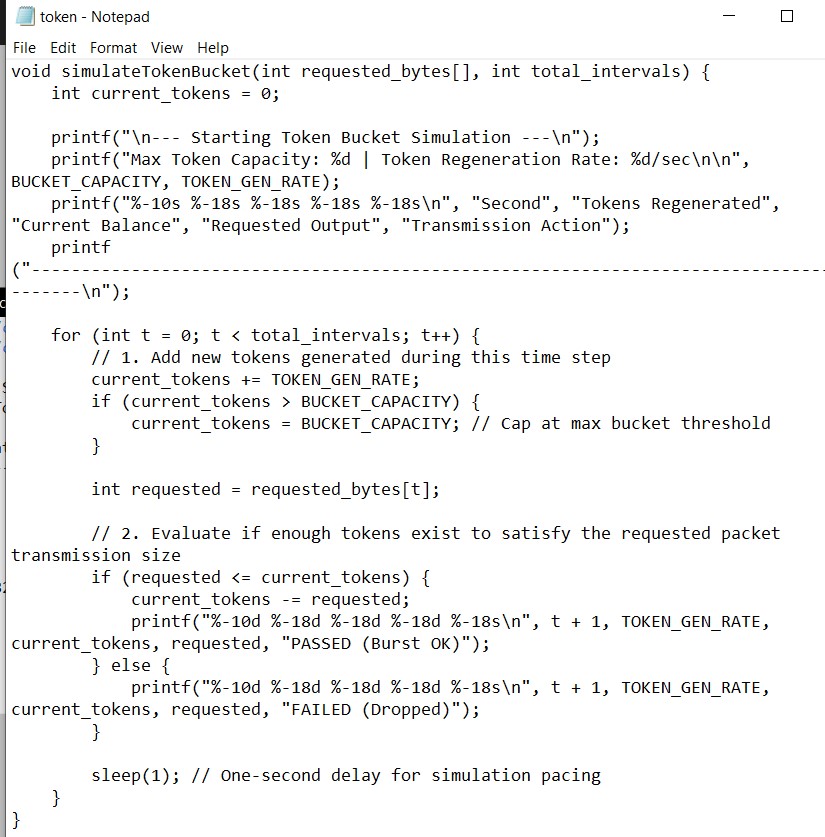 token - Notepad
File Edit Format View Help
void simulateTokenBucket(int requested_bytes[], int total_intervals) {
    int current_tokens = 0;

    printf("\n--- Starting Token Bucket Simulation ---\n");
    printf("Max Token Capacity: %d | Token Regeneration Rate: %d/sec\n\n",
BUCKET_CAPACITY, TOKEN_GEN_RATE);
    printf("%-10s %-18s %-18s %-18s %-18s\n", "Second", "Tokens Regenerated",
"Current Balance", "Requested Output", "Transmission Action");
    printf
("--------------------------------------------------------------------------------
-------\n");

    for (int t = 0; t < total_intervals; t++) {
        // 1. Add new tokens generated during this time step
        current_tokens += TOKEN_GEN_RATE;
        if (current_tokens > BUCKET_CAPACITY) {
            current_tokens = BUCKET_CAPACITY; // Cap at max bucket threshold
        }

        int requested = requested_bytes[t];

        // 2. Evaluate if enough tokens exist to satisfy the requested packet
transmission size
        if (requested <= current_tokens) {
            current_tokens -= requested;
            printf("%-10d %-18d %-18d %-18d %-18s\n", t + 1, TOKEN_GEN_RATE,
current_tokens, requested, "PASSED (Burst OK)");
        } else {
            printf("%-10d %-18d %-18d %-18d %-18s\n", t + 1, TOKEN_GEN_RATE,
current_tokens, requested, "FAILED (Dropped)");
        }

        sleep(1); // One-second delay for simulation pacing
    }
}